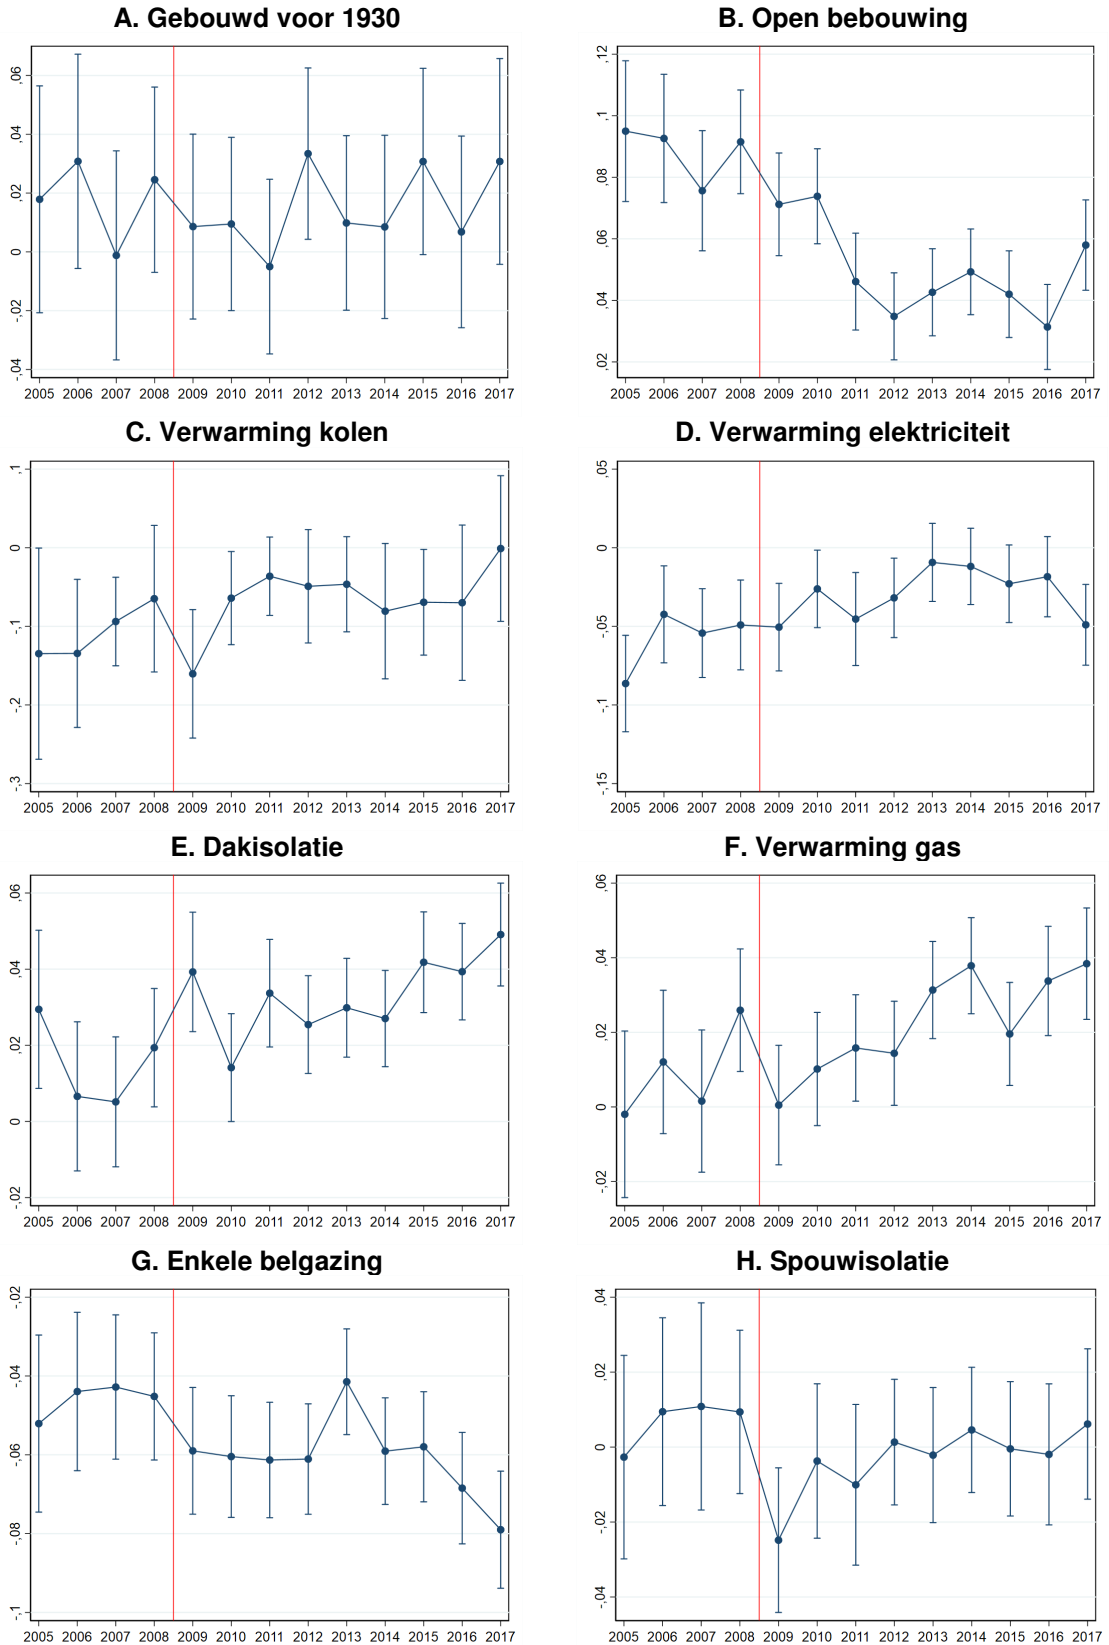 A. Gebouwd voor 1930
B. Open bebouwing
,06
,04
,02
0
-,02
-,04
2005 2006 2007 2008 2009 2010 2011 2012 2013 2014 2015 2016 2017
,12
,1
,08
,06
,04
,02
2005 2006 2007 2008 2009 2010 2011 2012 2013 2014 2015 2016 2017
C. Verwarming kolen
D. Verwarming elektriciteit
,1
0
-,1
-,2
-,3
2005 2006 2007 2008 2009 2010 2011 2012 2013 2014 2015 2016 2017
,05
0
-,05
-,1
-,15
2005 2006 2007 2008 2009 2010 2011 2012 2013 2014 2015 2016 2017
E. Dakisolatie
F. Verwarming gas
,06
,04
,02
0
-,02
2005 2006 2007 2008 2009 2010 2011 2012 2013 2014 2015 2016 2017
,06
,04
,02
0
-,02
2005 2006 2007 2008 2009 2010 2011 2012 2013 2014 2015 2016 2017
G. Enkele belgazing
H. Spouwisolatie
-,02
-,04
-,06
-,08
-,1
2005 2006 2007 2008 2009 2010 2011 2012 2013 2014 2015 2016 2017
,04
,02
0
-,02
-,04
2005 2006 2007 2008 2009 2010 2011 2012 2013 2014 2015 2016 2017